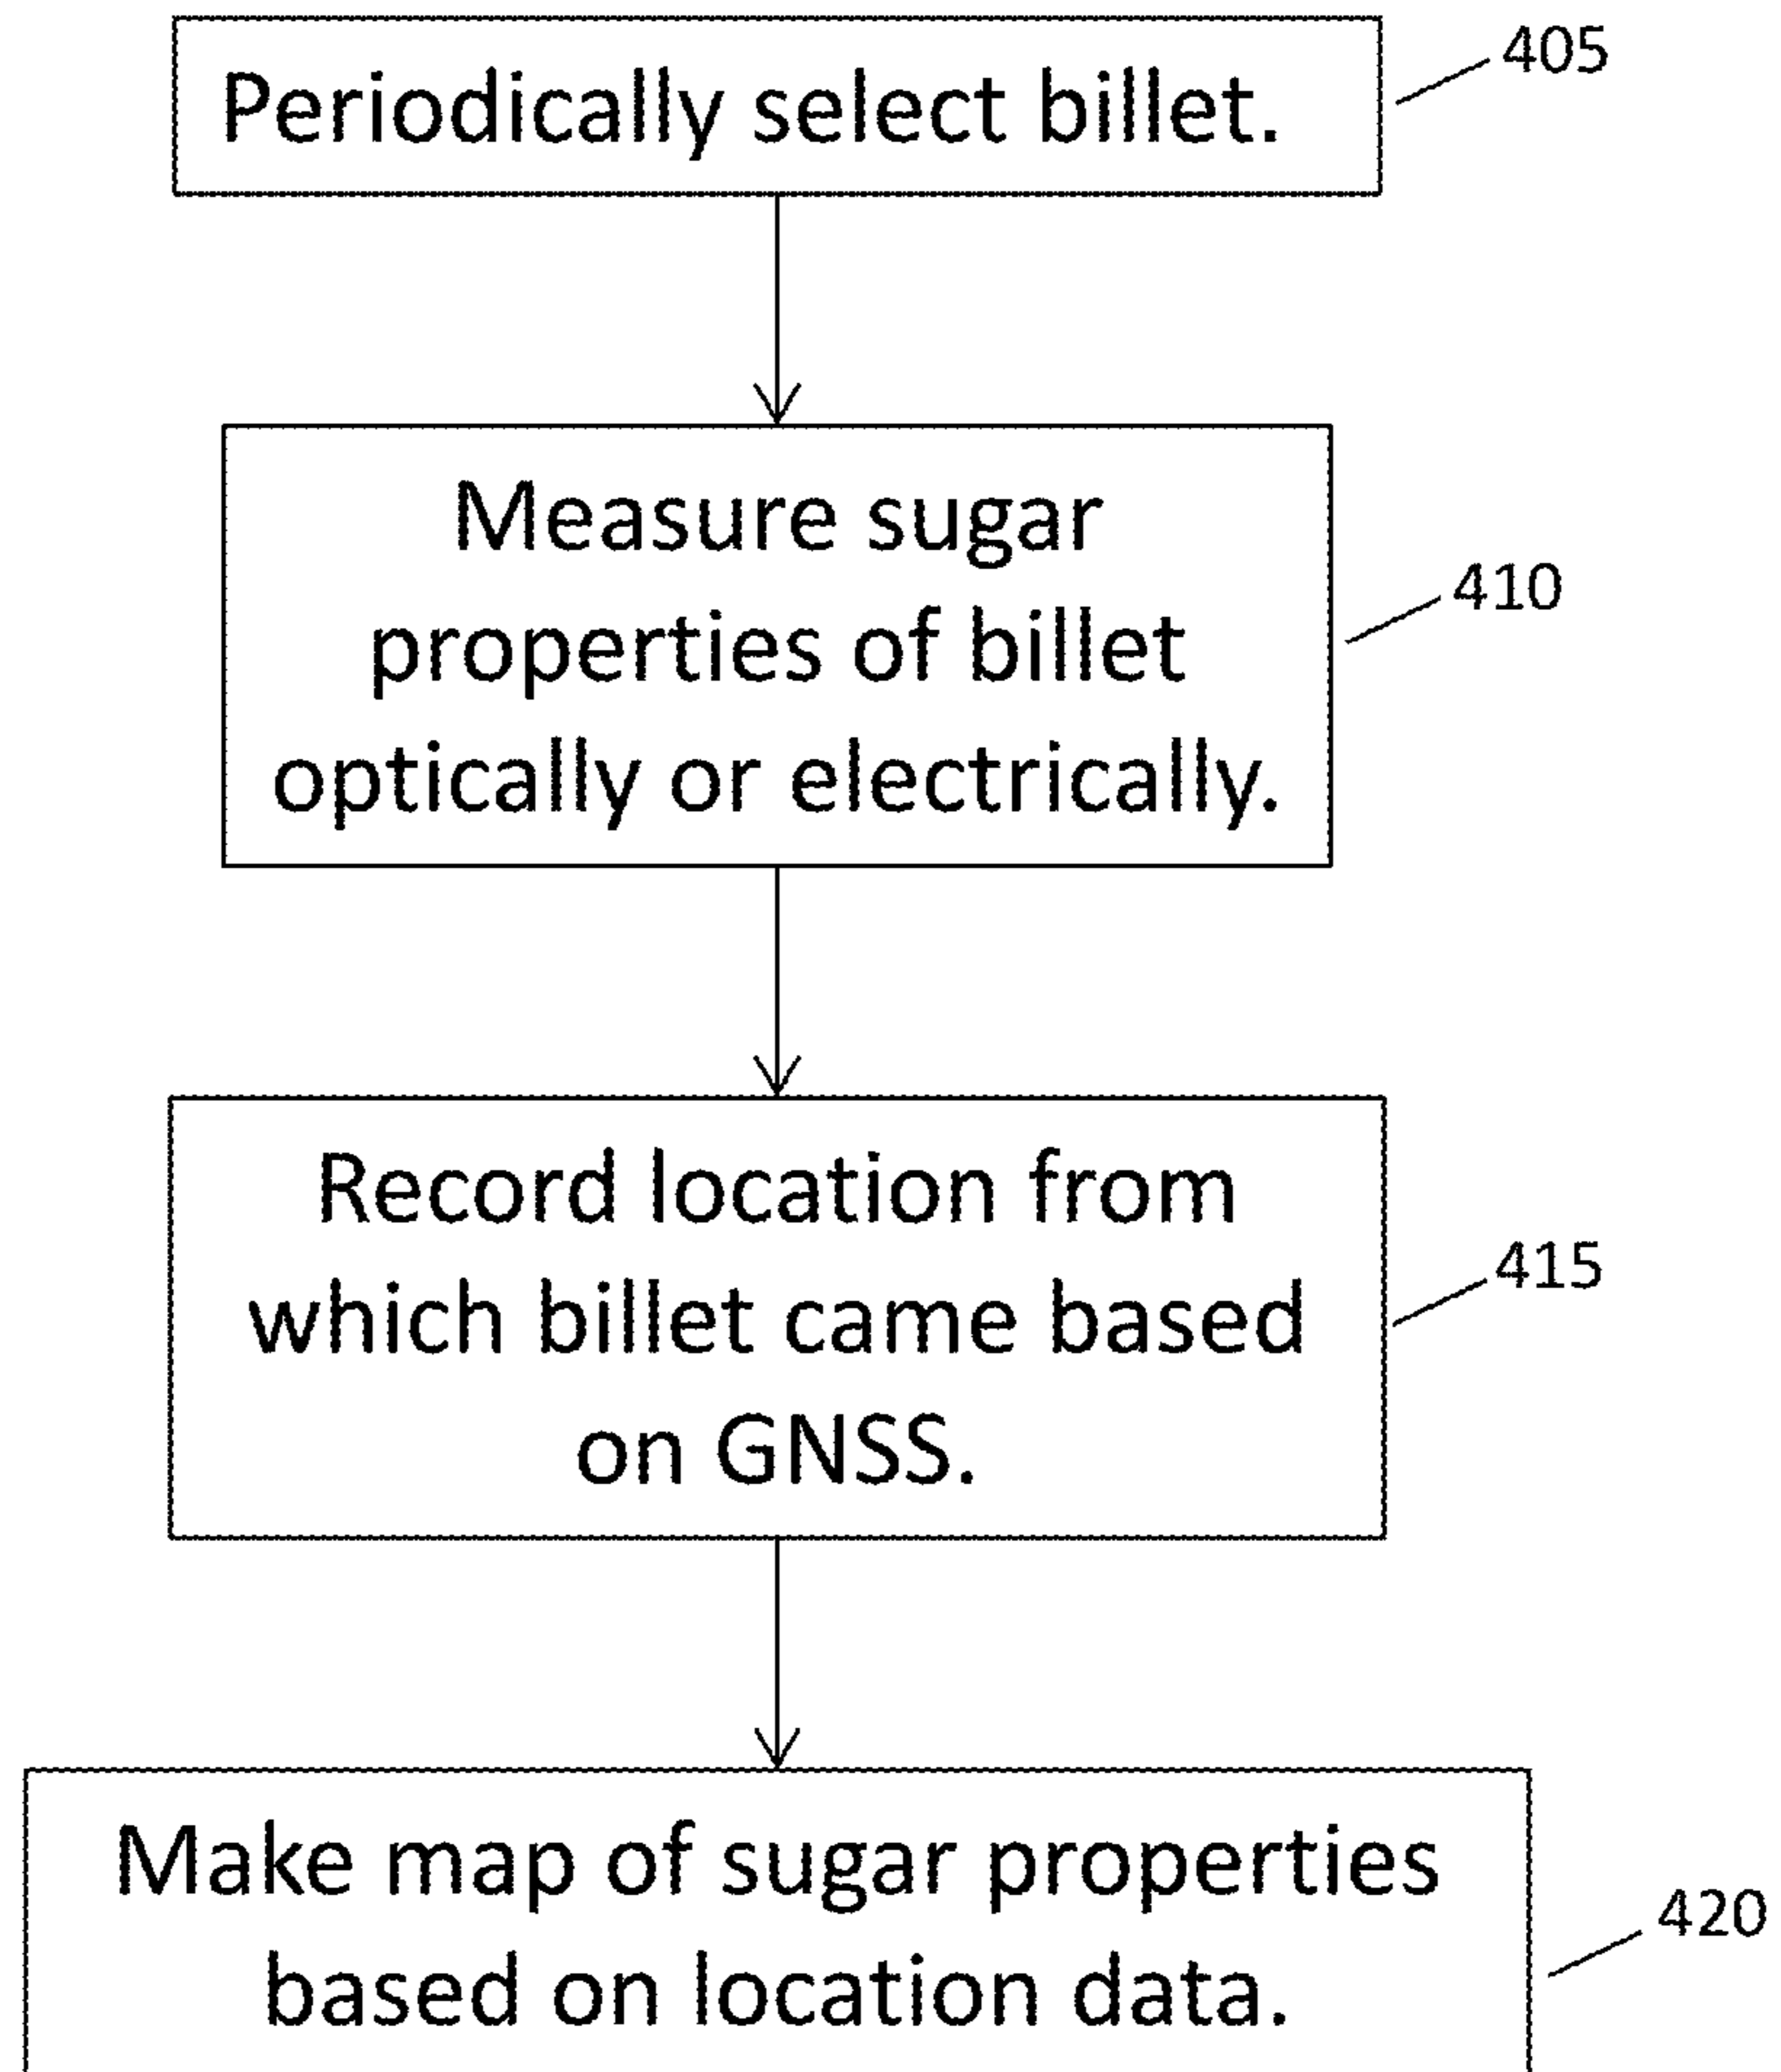 Periodically select billet.
405
Measure sugar
properties of billet
optically or electrically.
410
Record location from
which billet came based
on GNSS.
415
Make map of sugar properties
based on location data.
420